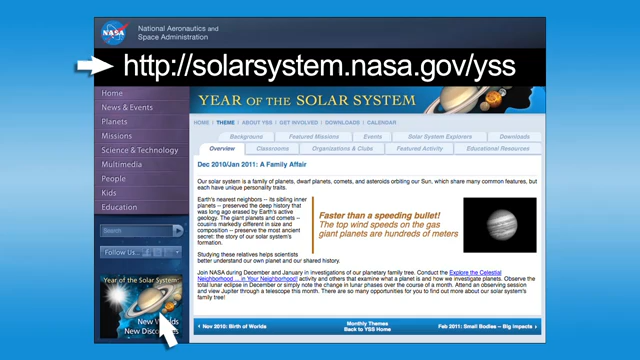 NASA
National Aeronautics and
Space Administration
http://solarsystem.nasa.gov/yss
Home
News & Events
Planets
Missions
Science & Technology
Multimedia
People
Kids
Education
Search
Follow Us...
Year of the Solar System
New Worlds
New Discoveries
YEAR OF THE SOLAR SYSTEM
HOME | THEME | ABOUT YSS | GET INVOLVED | DOWNLOADS | CALENDAR
Background Featured Missions Events Solar System Explorers Downloads
Overview Classrooms Organizations & Clubs Featured Activity Educational Resources
Dec 2010/Jan 2011: A Family Affair
Our solar system is a family of planets, dwarf planets, comets, and asteroids orbiting our Sun, which share many common features, but
each have unique personality traits.
Earth's nearest neighbors -- its sibling inner
planets -- preserved the deep history that
was long ago erased by Earth's active
geology. The giant planets and comets --
cousins markedly different in size and
composition -- preserve the most ancient
secret: the story of our solar system's
formation.
Faster than a speeding bullet!
The top wind speeds on the gas
giant planets are hundreds of meters
Studying these relatives helps scientists
better understand our own planet and our shared history.
Join NASA during December and January in investigations of our planetary family tree. Conduct the Explore the Celestial
Neighborhood ... in Your Neighborhood! activity and others that examine what a planet is and how we investigate planets. Observe the
total lunar eclipse in December or simply note the change in lunar phases over the course of a month. Attend an observing session
and view Jupiter through a telescope this month. There are so many opportunities for you to find out more about our solar system's
family tree!
Nov 2010: Birth of Worlds
Monthly Themes
Back to YSS Home
Feb 2011: Small Bodies ~ Big Impacts